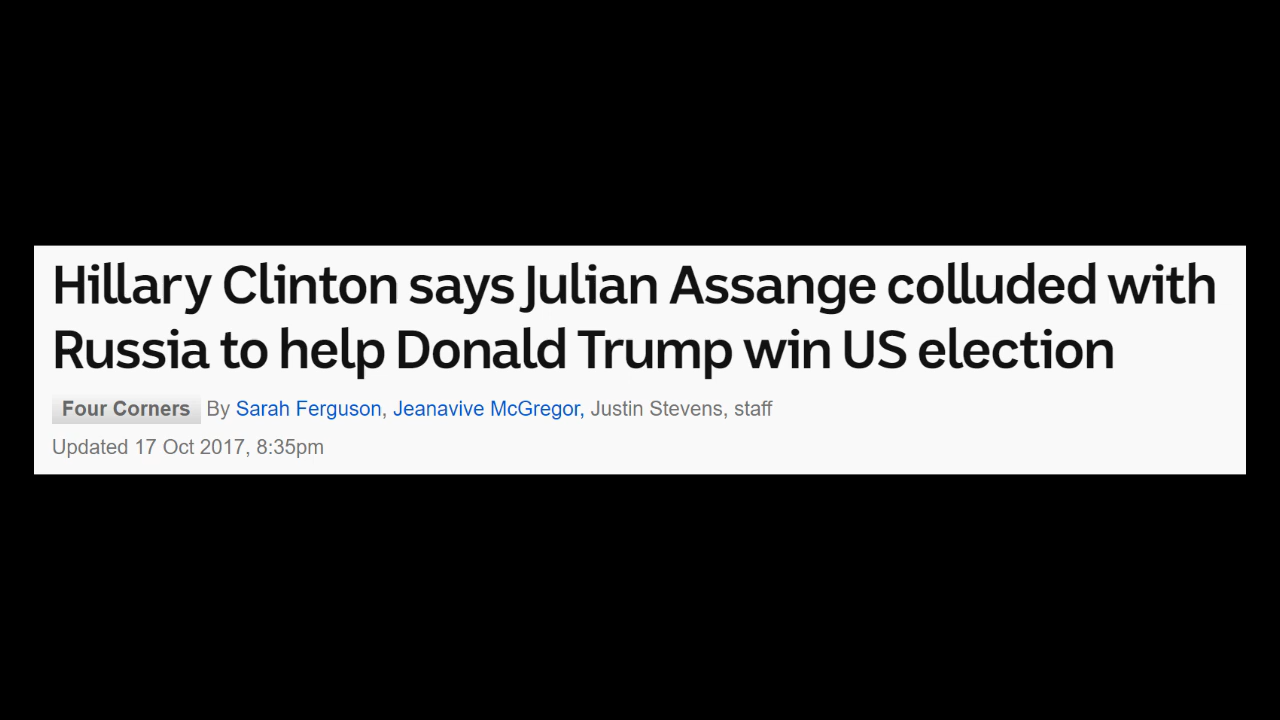 Hillary Clinton says Julian Assange colluded with
Russia to help Donald Trump win US election
Four Corners By Sarah Ferguson, Jeanavive McGregor, Justin Stevens, staff
Updated 17 Oct 2017, 8:35pm